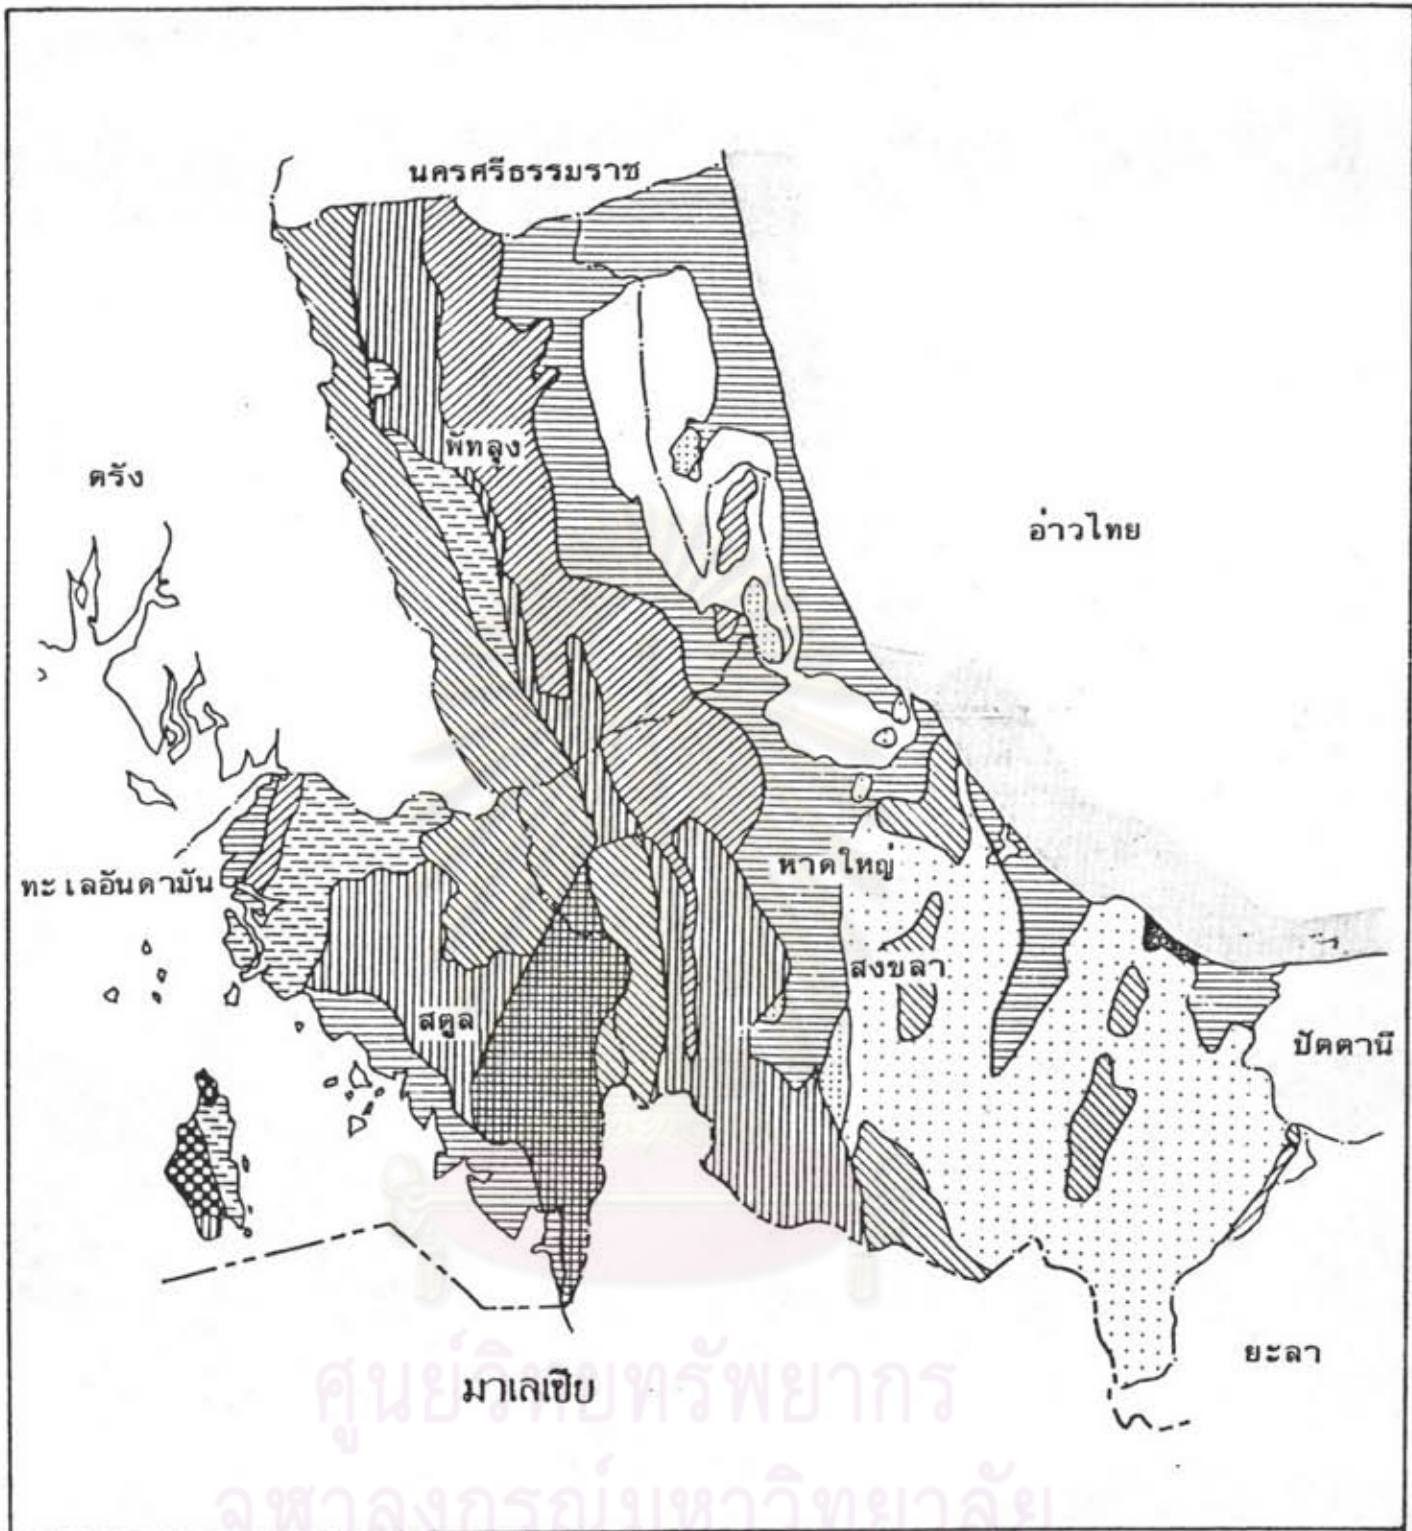 นครศรีธรรมราช
พัทลุง
ตรัง
อ่าวไทย
หาดใหญ่
ทะเลอันดามัน
สงขลา
สตูล
ปัตตานี
ยะลา
มาเลเซีย
ศูนย์วิทยทรัพยากร
จุฬาลงกรณ์มหาวิทยาลัย